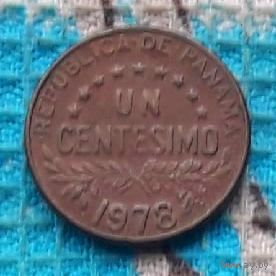 REPUBLICA DE PANAMA
UN
CENTESIMO
1978